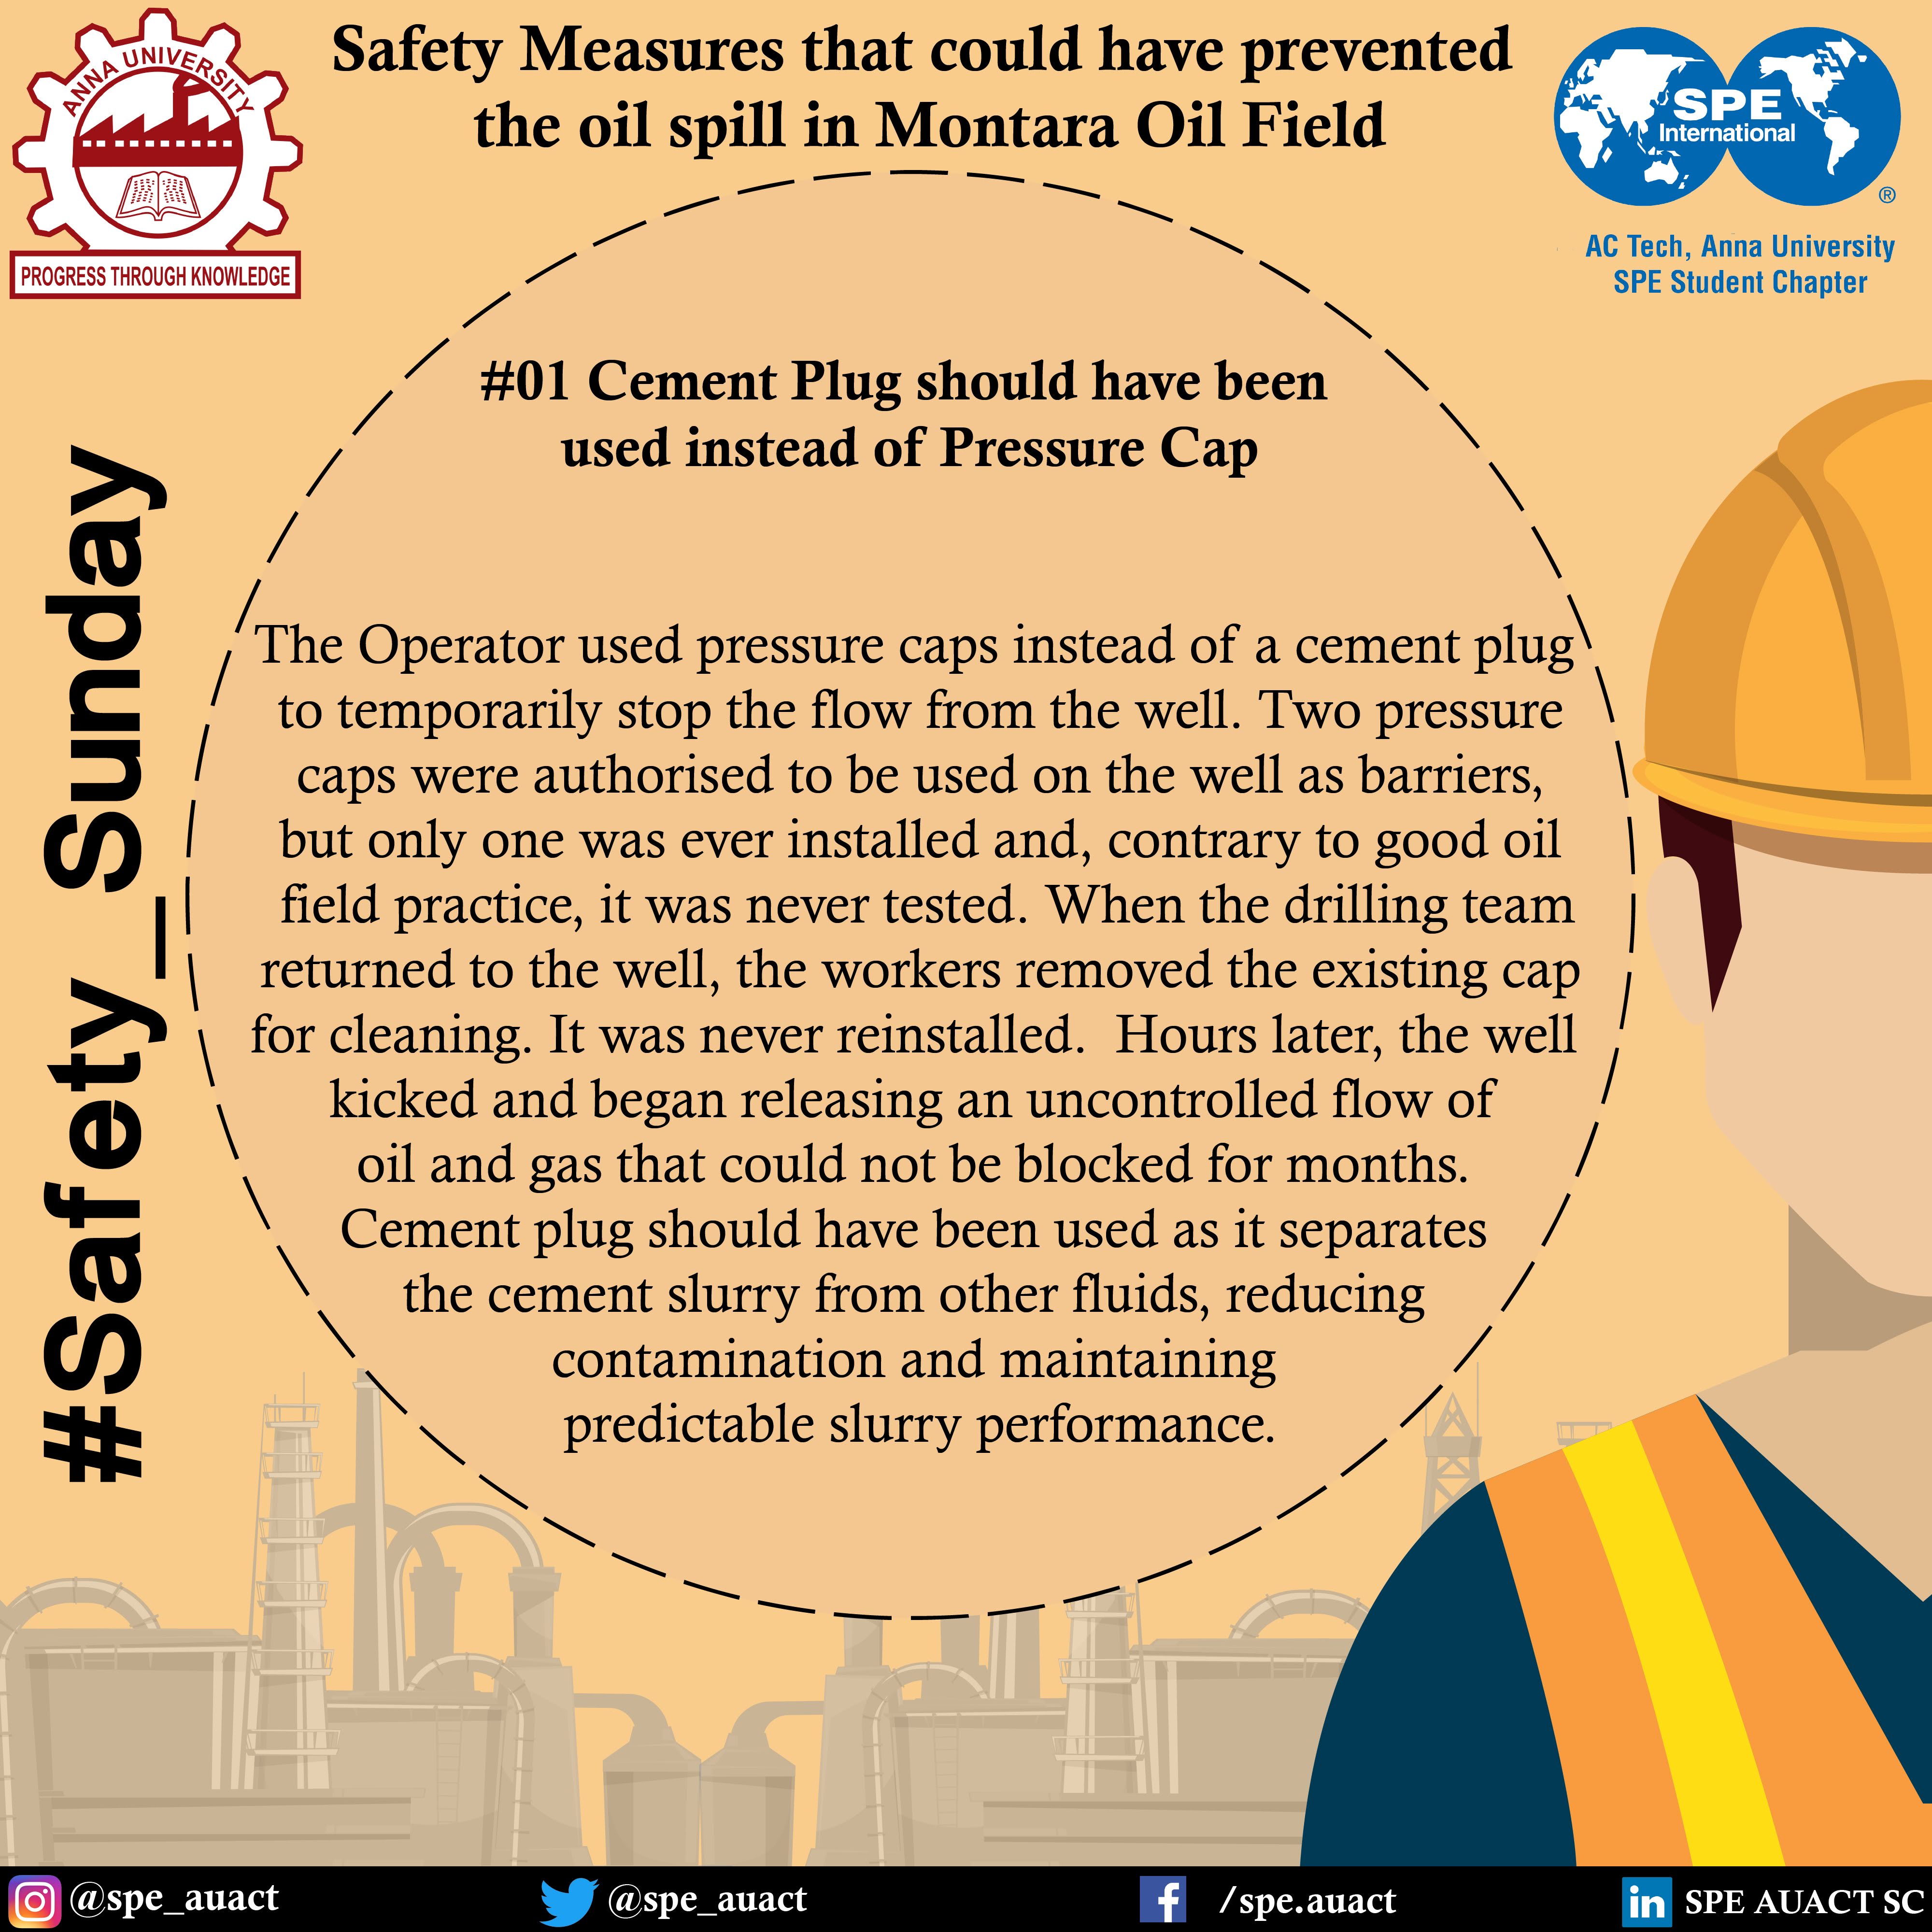 ANNA UNIVERSITY
PROGRESS THROUGH KNOWLEDGE
Safety Measures that could have prevented
the oil spill in Montara Oil Field
SPE
International
®
AC Tech, Anna University
SPE Student Chapter
#Safety_Sunday
#01 Cement Plug should have been
used instead of Pressure Cap
The Operator used pressure caps instead of a cement plug
to temporarily stop the flow from the well. Two pressure
caps were authorised to be used on the well as barriers,
but only one was ever installed and, contrary to good oil
field practice, it was never tested. When the drilling team
returned to the well, the workers removed the existing cap
for cleaning. It was never reinstalled. Hours later, the well
kicked and began releasing an uncontrolled flow of
oil and gas that could not be blocked for months.
Cement plug should have been used as it separates
the cement slurry from other fluids, reducing
contamination and maintaining
predictable slurry performance.
@spe_auact
@spe_auact
/spe.auact
SPE AUACT SC